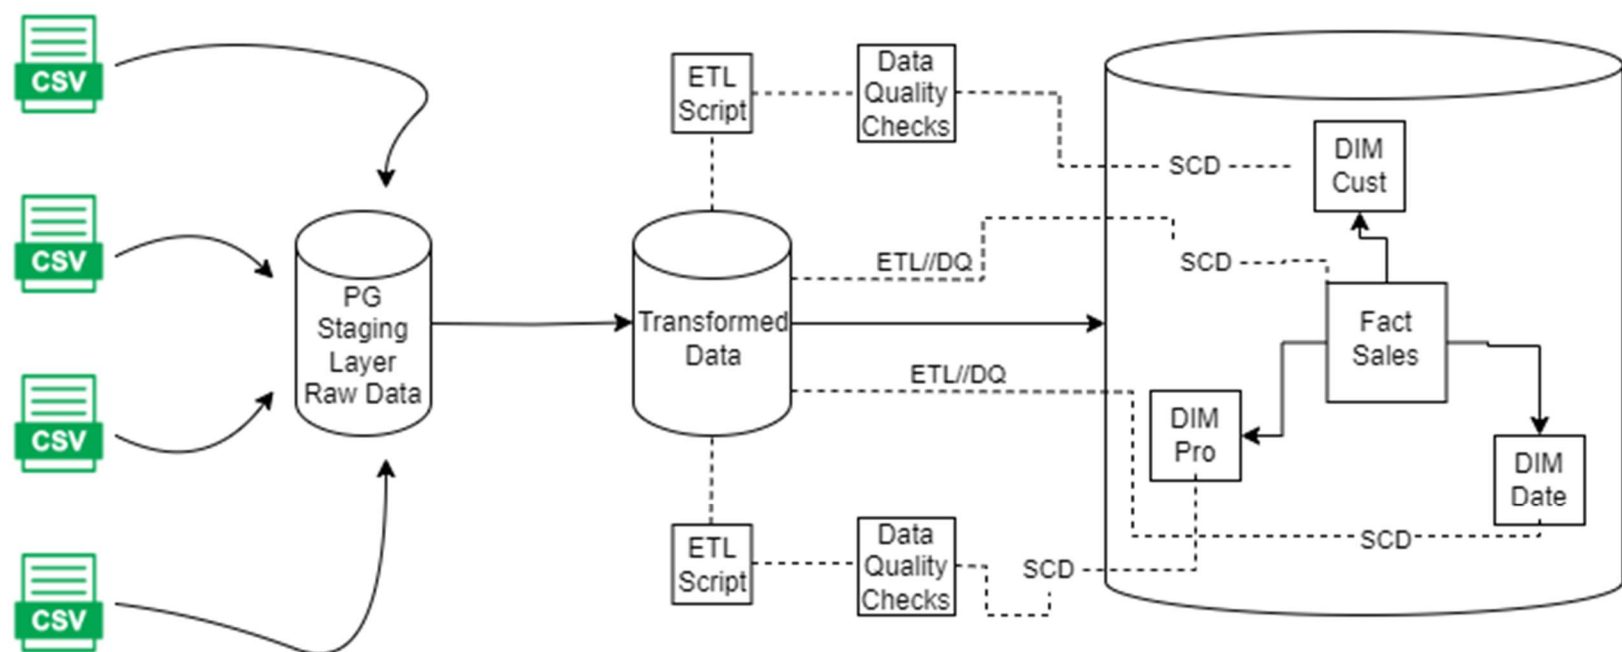 CSV
CSV
CSV
CSV
PG
Staging
Layer
Raw Data
ETL
Script
Data
Quality
Checks
Transformed
Data
ETL//DQ
ETL//DQ
ETL
Script
Data
Quality
Checks
SCD
SCD
SCD
SCD
DIM
Cust
Fact
Sales
DIM
Pro
DIM
Date